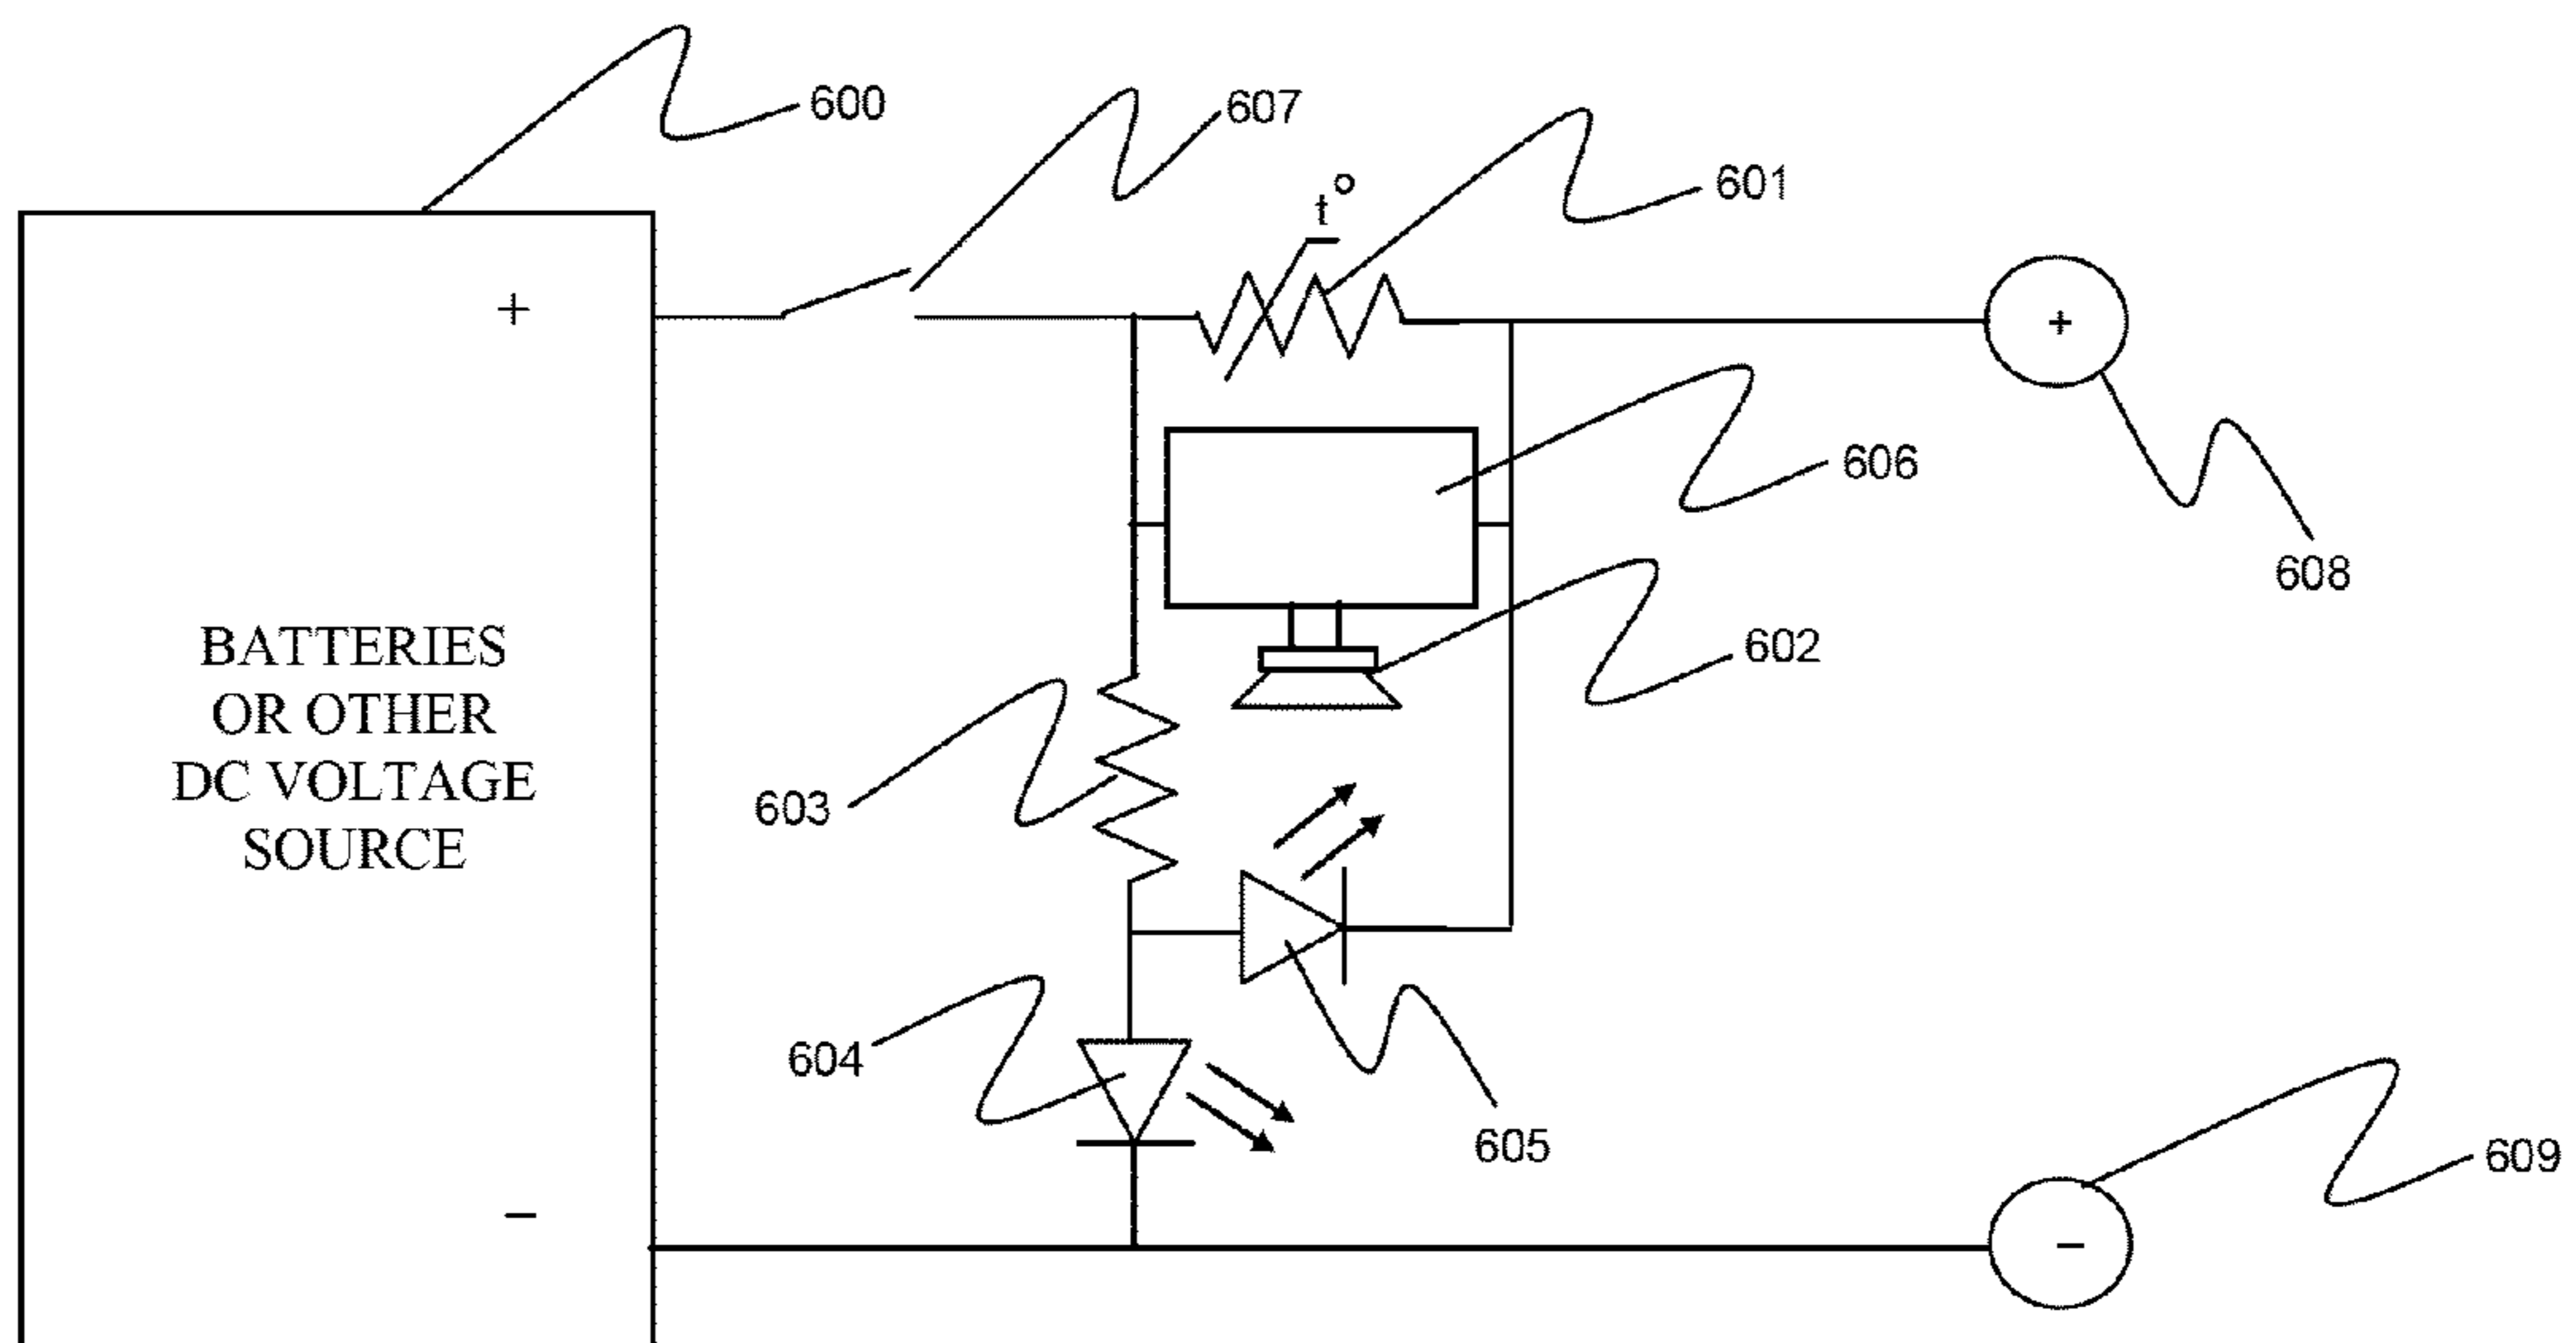 600
607
601
t°
+
+
606
608
BATTERIES
OR OTHER
DC VOLTAGE
SOURCE
602
603
604
605
609
−
−